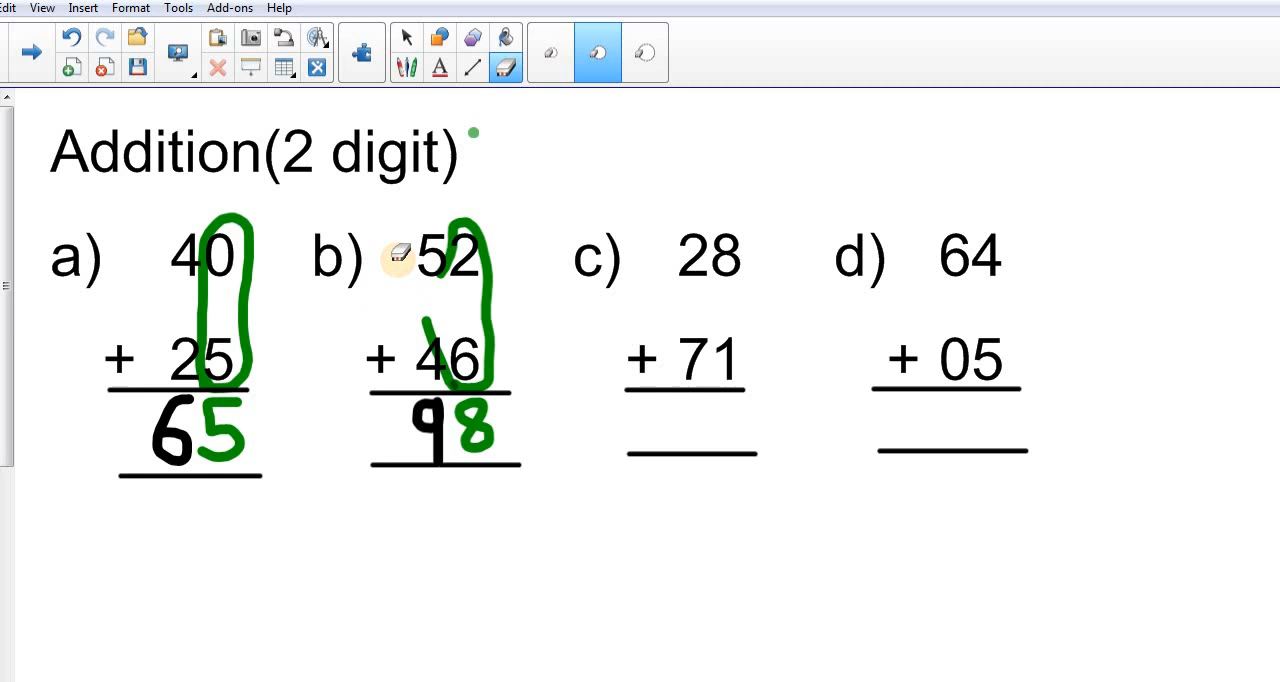 Edit View Insert Format Tools Add-ons Help
Addition(2 digit)
a) 40 b) 52 c) 28 d) 64
+ 25 + 46 + 71 + 05
65 98